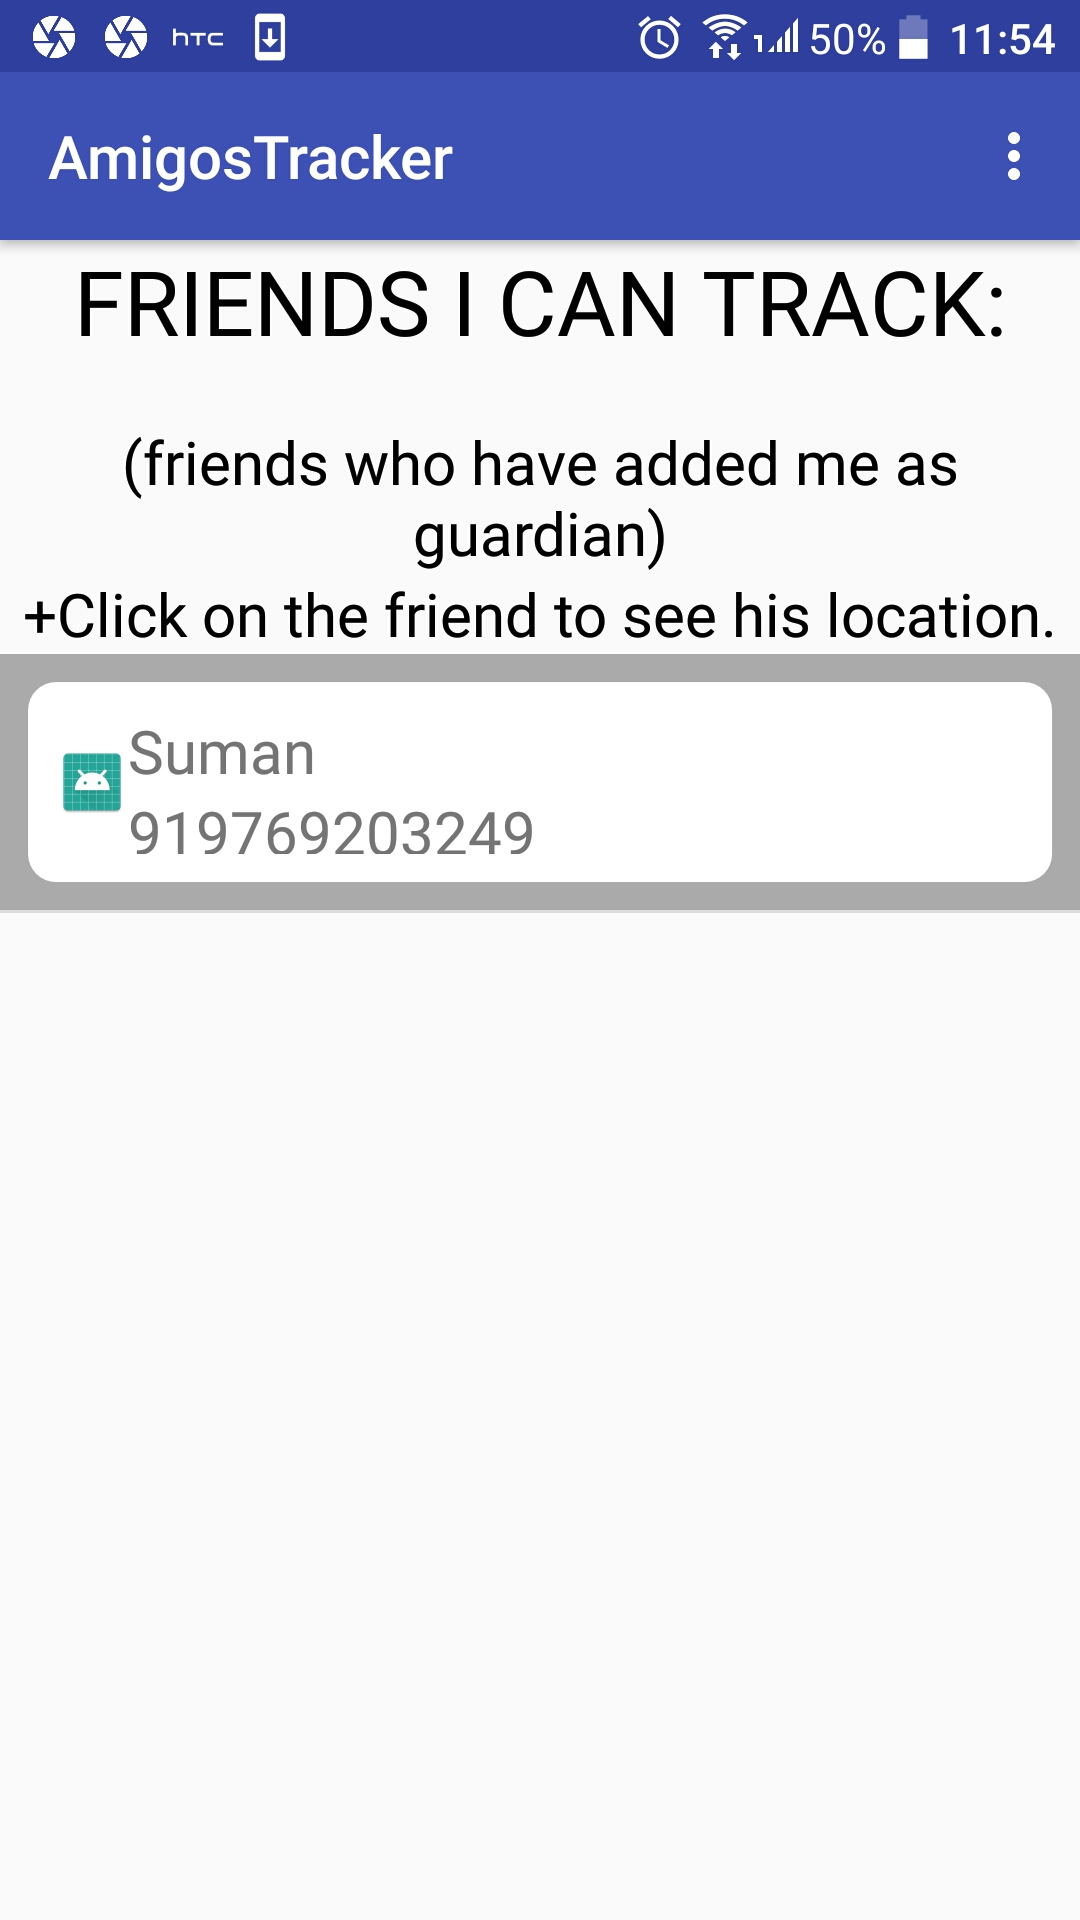 hTC 1 50% 11:54
AmigosTracker
FRIENDS I CAN TRACK:
(friends who have added me as
guardian)
+Click on the friend to see his location.
Suman
919769203249